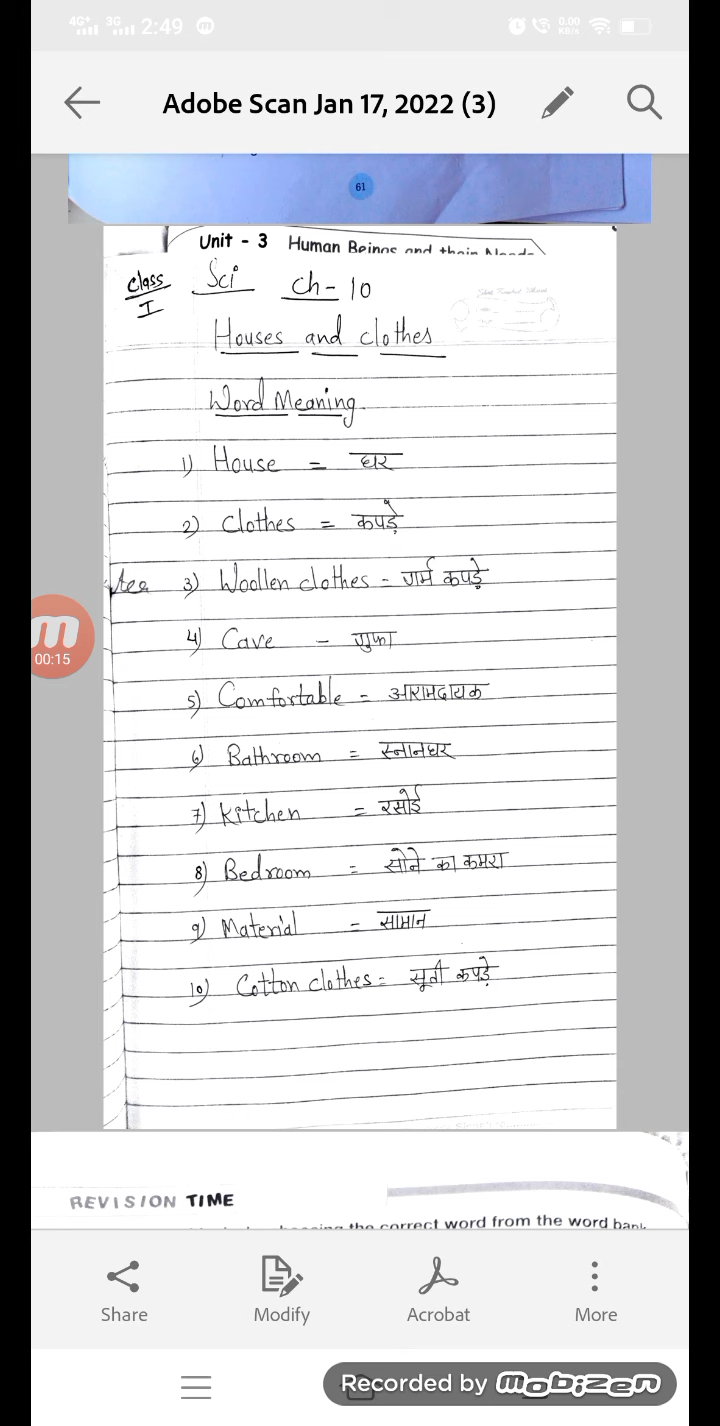 4G+ 3G 2:49 m 0.00 KB/s
Adobe Scan Jan 17, 2022 (3)
61
Unit - 3 Human Beings and their Needs
Class I Sci Ch - 10
Houses and clothes
Word Meaning
1) House = घर
2) Clothes = कपड़े
3) Woollen clothes - गर्म कपड़े
4) Cave - गुफा
m
00:15
5) Comfortable = आरामदायक
6) Bathroom = स्नानघर
7) Kitchen = रसोई
8) Bedroom = सोने का कमरा
9) Material = सामान
10) Cotton clothes = सूती कपड़े
REVISION TIME
the correct word from the word bank
Share Modify Acrobat More
Recorded by Mobizen